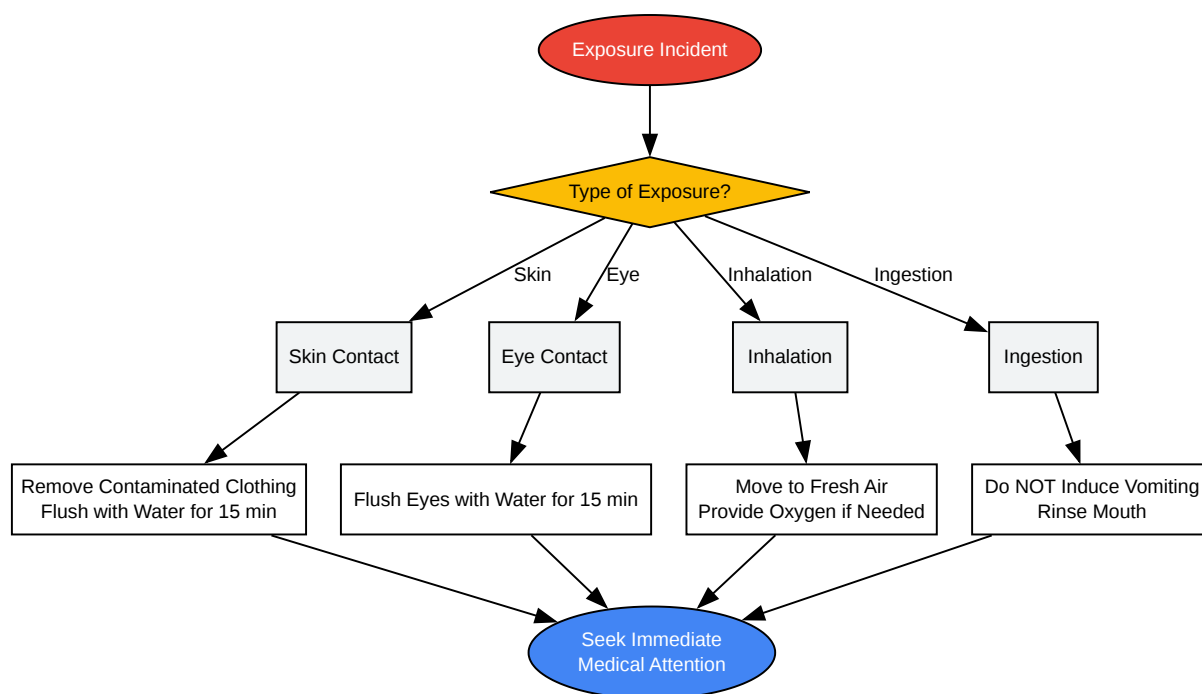 Exposure Incident
Type of Exposure?
Skin
Eye
Inhalation
Ingestion
Skin Contact
Eye Contact
Inhalation
Ingestion
Remove Contaminated Clothing
Flush with Water for 15 min
Flush Eyes with Water for 15 min
Move to Fresh Air
Provide Oxygen if Needed
Do NOT Induce Vomiting
Rinse Mouth
Seek Immediate
Medical Attention